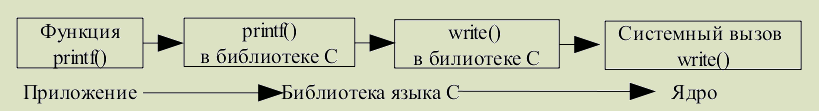 Функция
printf()
printf()
в библиотеке C
write()
в билиотеке C
Системный вызов
write()
Приложение
Библиотека языка C
Ядро